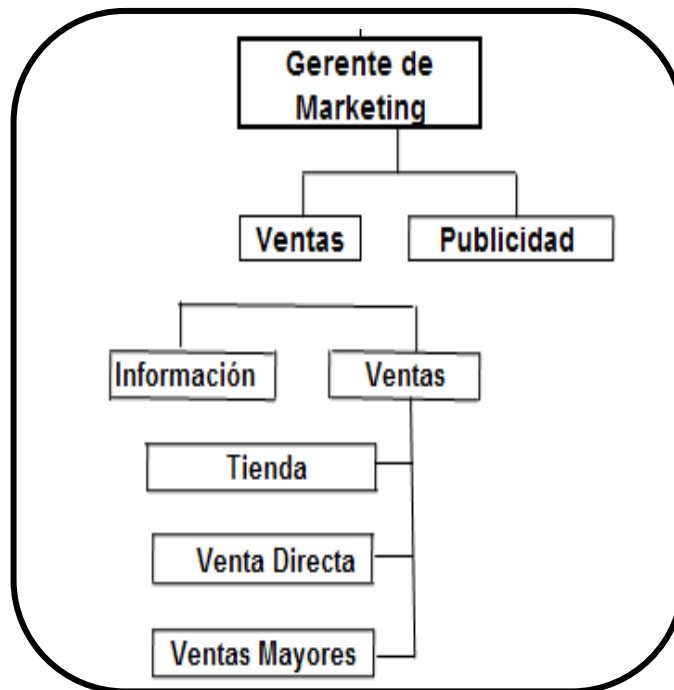 Gerente de
Marketing
Ventas
Publicidad
Información
Ventas
Tienda
Venta Directa
Ventas Mayores